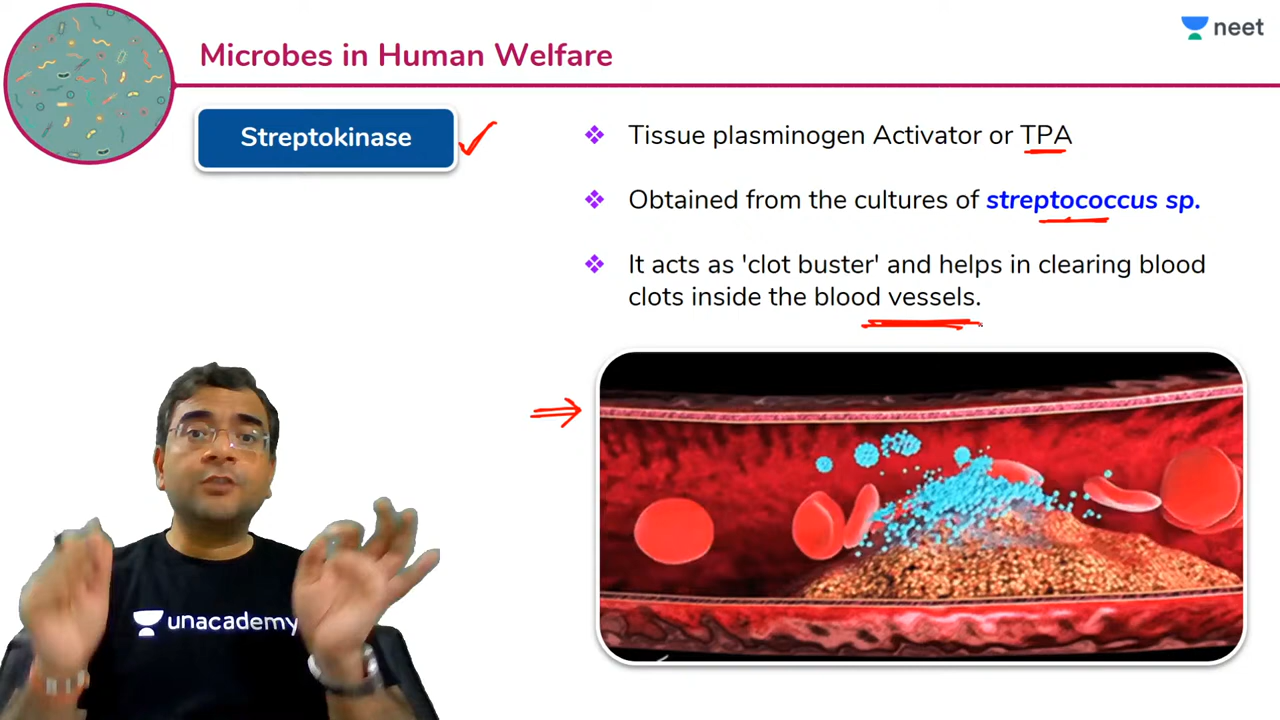 neet
Microbes in Human Welfare
Streptokinase
Tissue plasminogen Activator or TPA
Obtained from the cultures of streptococcus sp.
It acts as 'clot buster' and helps in clearing blood
clots inside the blood vessels.
unacademy